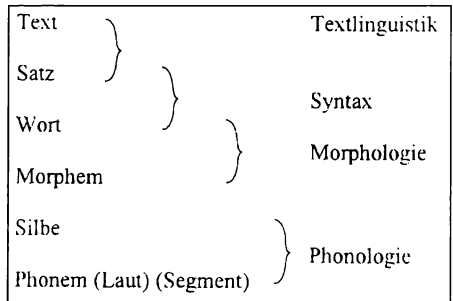 Text Textlinguistik
Satz
Syntax
Wort
Morphologie
Morphem
Silbe
Phonologie
Phonem (Laut) (Segment)